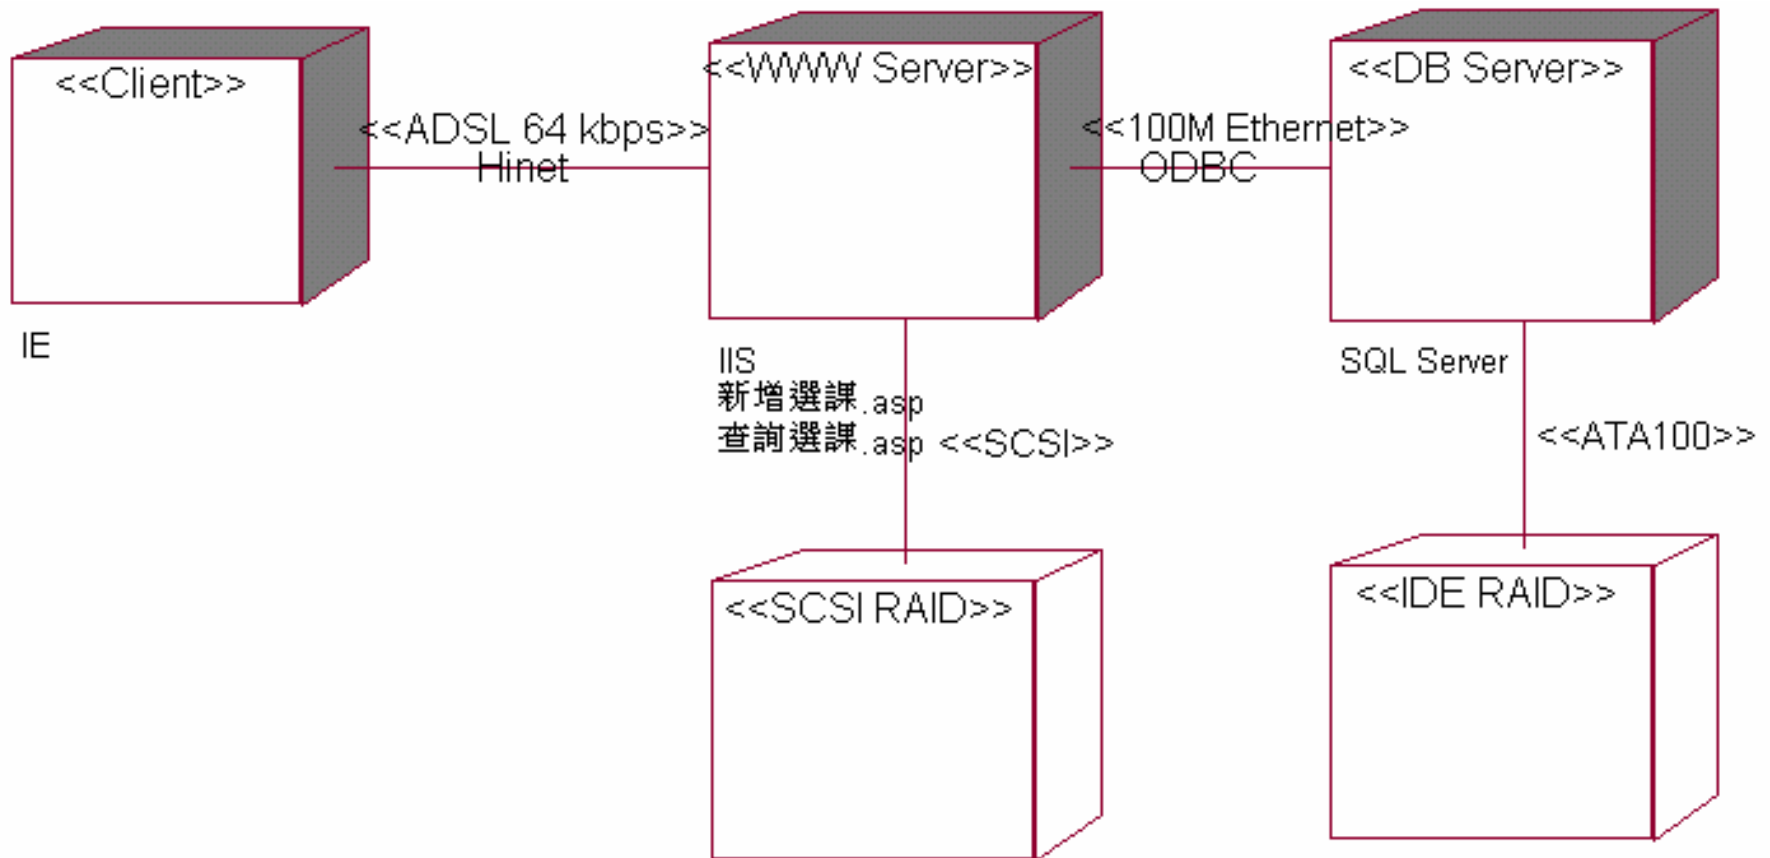 <<Client>>
<<WWW Server>>
<<DB Server>>
<<ADSL 64 kbps>>
Hinet
<<100M Ethernet>>
ODBC
IE
IIS
新增選課.asp
查詢選課.asp
<<SCSI>>
SQL Server
<<ATA100>>
<<SCSI RAID>>
<<IDE RAID>>